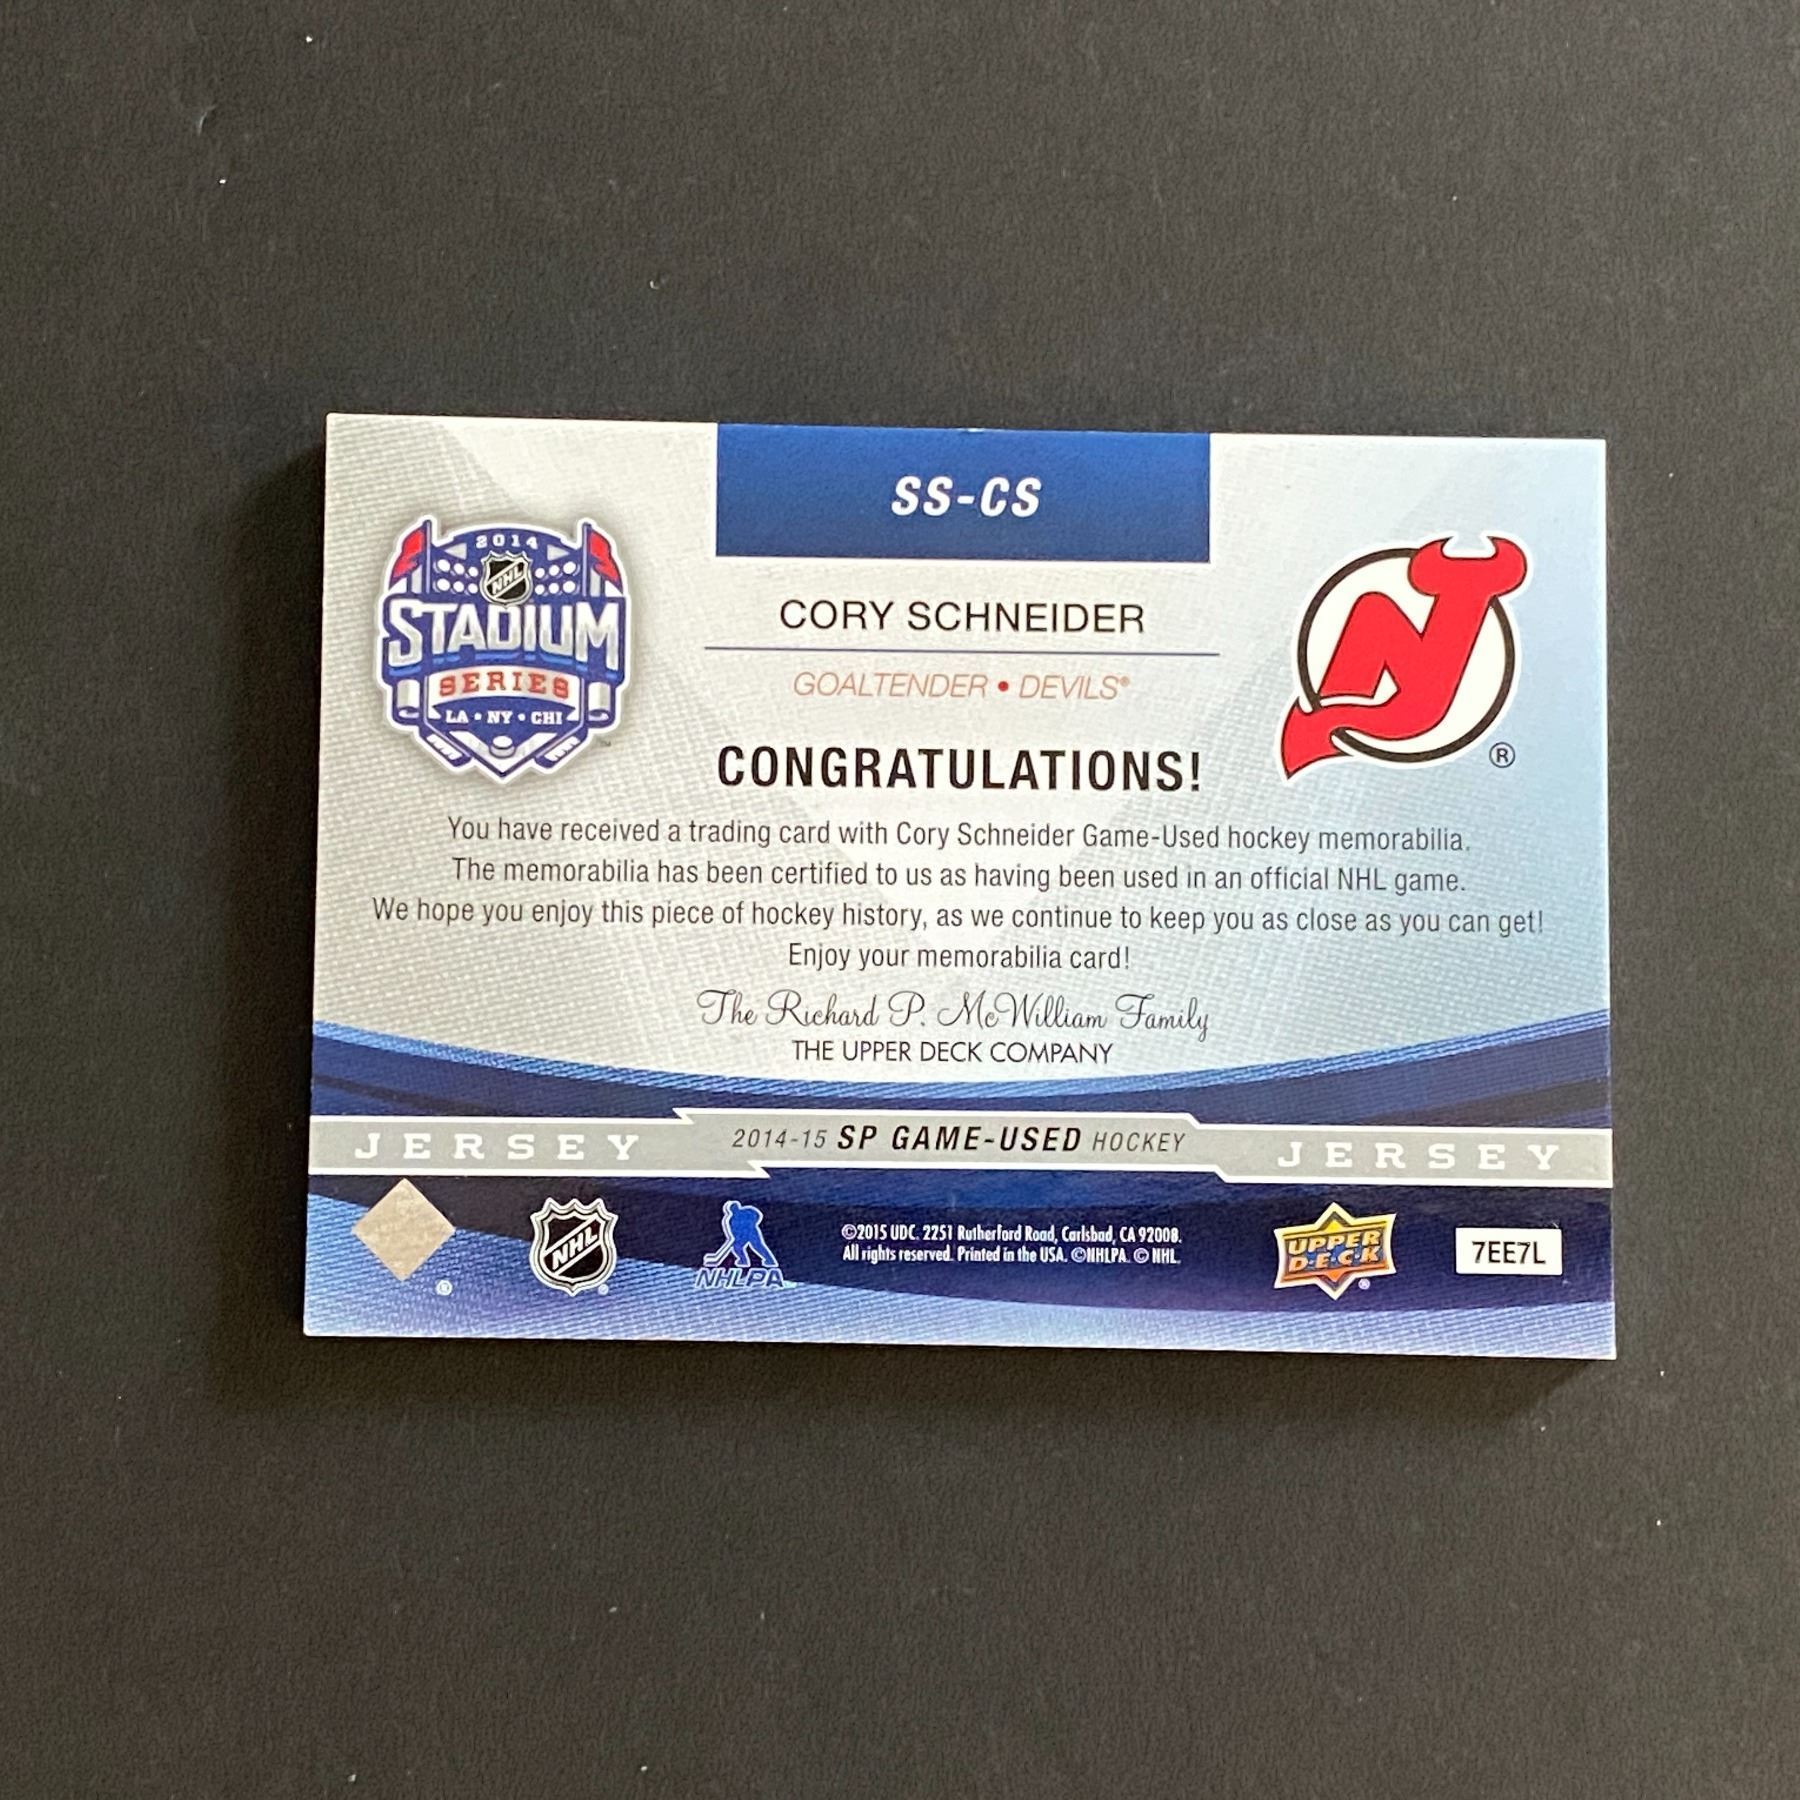 SS-CS
2014
NHL
STADIUM
SERIES
LA • NY • CHI
™
CORY SCHNEIDER
GOALTENDER • DEVILS®
®
CONGRATULATIONS!
You have received a trading card with Cory Schneider Game-Used hockey memorabilia.
The memorabilia has been certified to us as having been used in an official NHL game.
We hope you enjoy this piece of hockey history, as we continue to keep you as close as you can get!
Enjoy your memorabilia card!
The Richard P. McWilliam Family
THE UPPER DECK COMPANY
JERSEY 2014-15 SP GAME-USED HOCKEY JERSEY
®
NHL ®
NHLPA
©2015 UDC. 2251 Rutherford Road, Carlsbad, CA 92008.
All rights reserved. Printed in the USA. ©NHLPA. © NHL.
UPPER
D·E·C·K ®
7EE7L